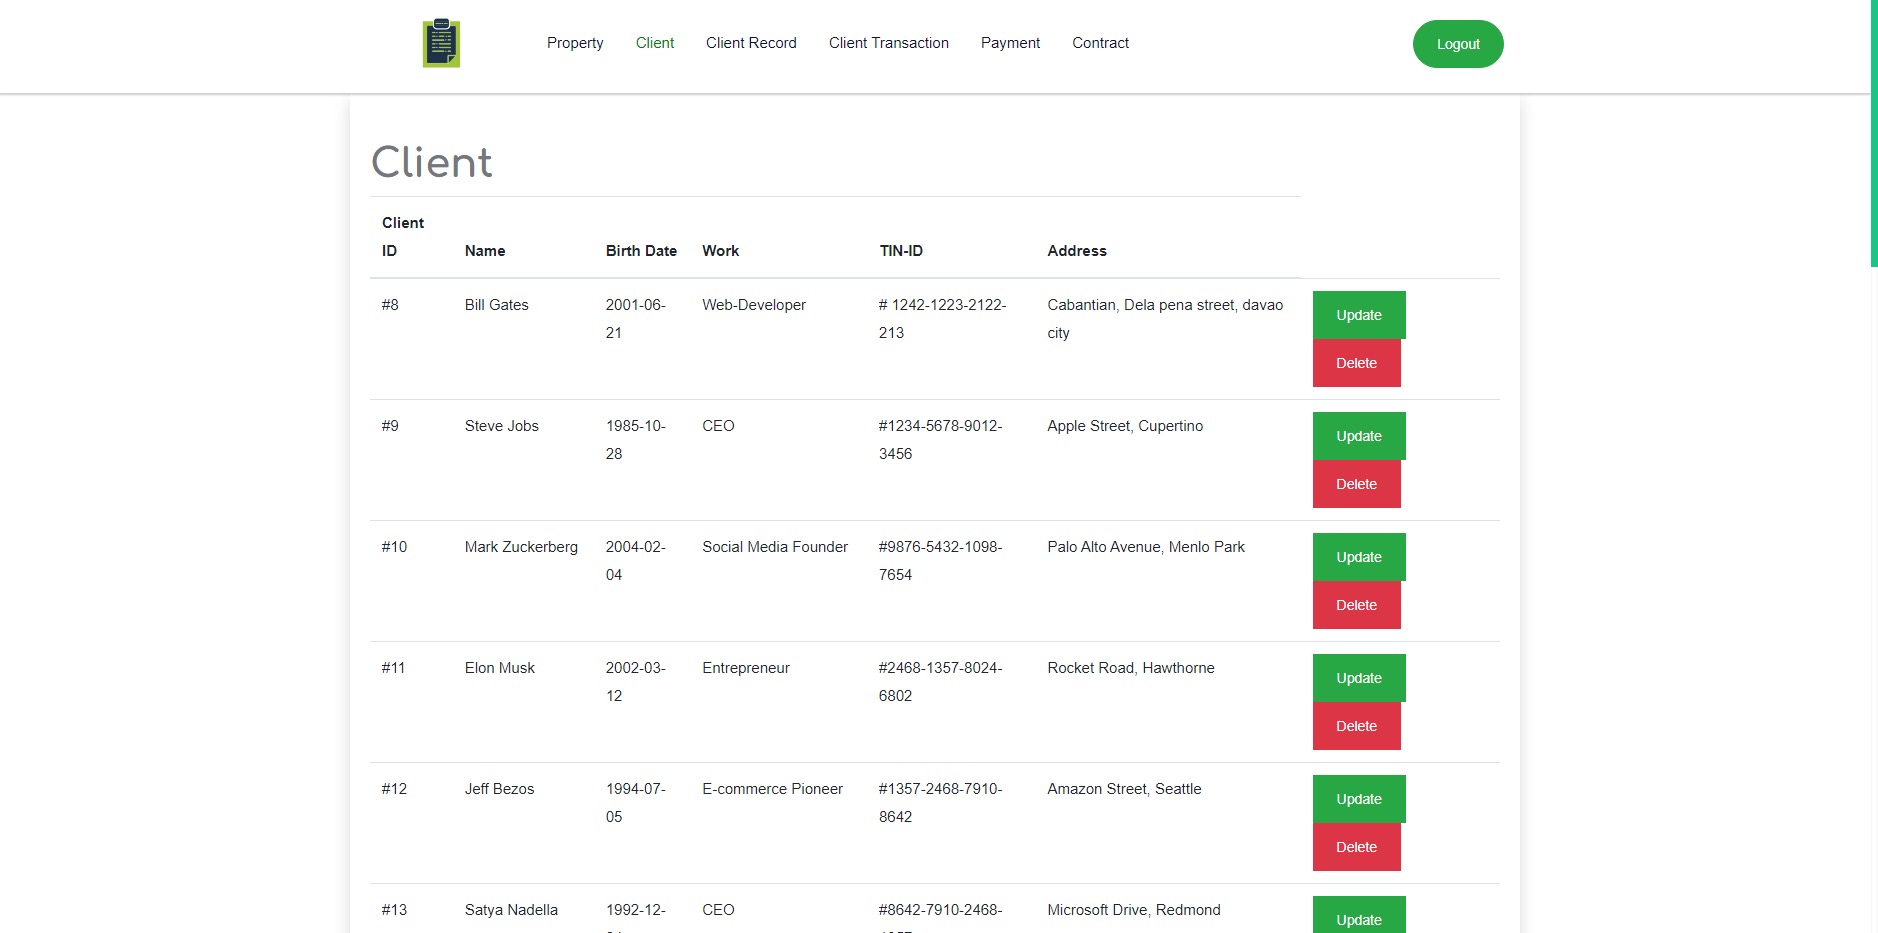 Property Client Client Record Client Transaction Payment Contract Logout
Client
Client
ID Name Birth Date Work TIN-ID Address
#8 Bill Gates 2001-06- Web-Developer # 1242-1223-2122- Cabantian, Dela pena street, davao Update
21 213 city
Delete
#9 Steve Jobs 1985-10- CEO #1234-5678-9012- Apple Street, Cupertino Update
28 3456
Delete
#10 Mark Zuckerberg 2004-02- Social Media Founder #9876-5432-1098- Palo Alto Avenue, Menlo Park Update
04 7654
Delete
#11 Elon Musk 2002-03- Entrepreneur #2468-1357-8024- Rocket Road, Hawthorne Update
12 6802
Delete
#12 Jeff Bezos 1994-07- E-commerce Pioneer #1357-2468-7910- Amazon Street, Seattle Update
05 8642
Delete
#13 Satya Nadella 1992-12- CEO #8642-7910-2468- Microsoft Drive, Redmond Update